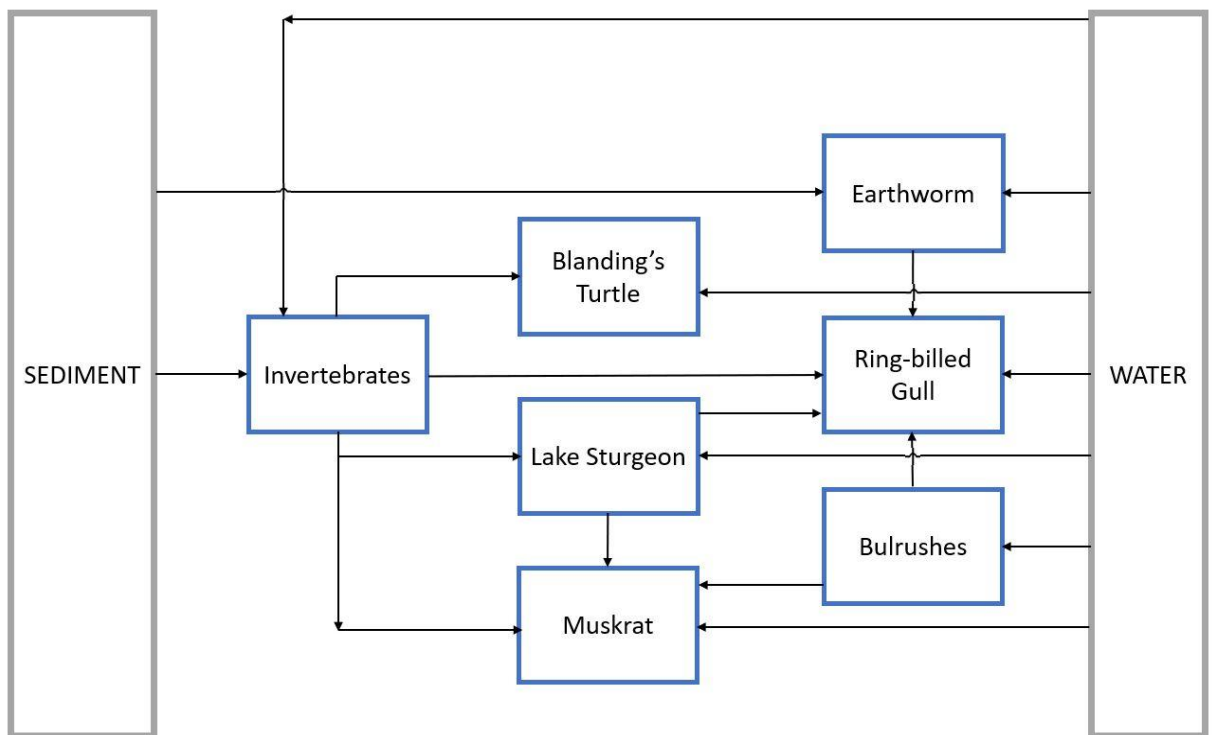 Earthworm
Blanding’s
Turtle
SEDIMENT
Invertebrates
Ring-billed
Gull
WATER
Lake Sturgeon
Bulrushes
Muskrat